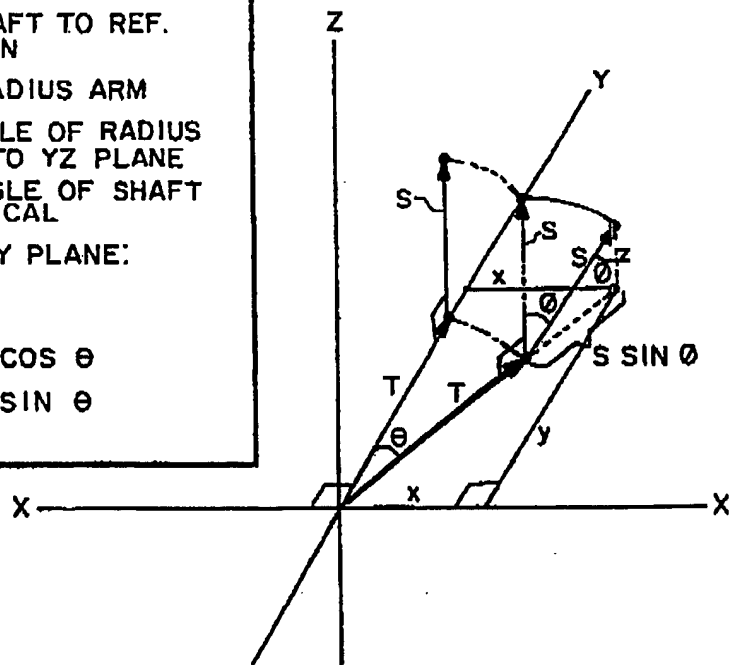 AFT TO REF.
N
ADIUS ARM
LE OF RADIUS
TO YZ PLANE
GLE OF SHAFT
CAL
Y PLANE:
COS θ
SIN θ
Z
Y
S
S
S
z
x
Ø
Ø
S SIN Ø
T
T
θ
y
x
X
X